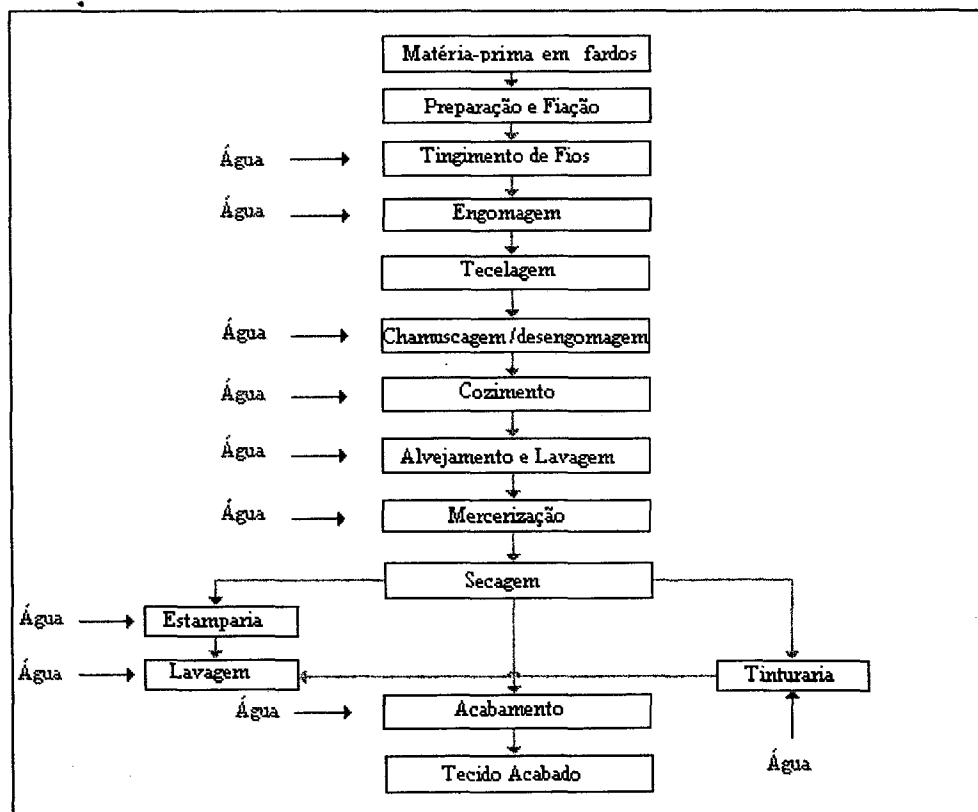 Matéria-prima em fardos
Preparação e Fiação
Água
Tingimento de Fios
Água
Engomagem
Tecelagem
Água
Chamuscagem/desengomagem
Água
Cozimento
Água
Alvejamento e Lavagem
Água
Mercerização
Secagem
Água
Estamparia
Água
Lavagem
Tinturaria
Água
Acabamento
Água
Tecido Acabado